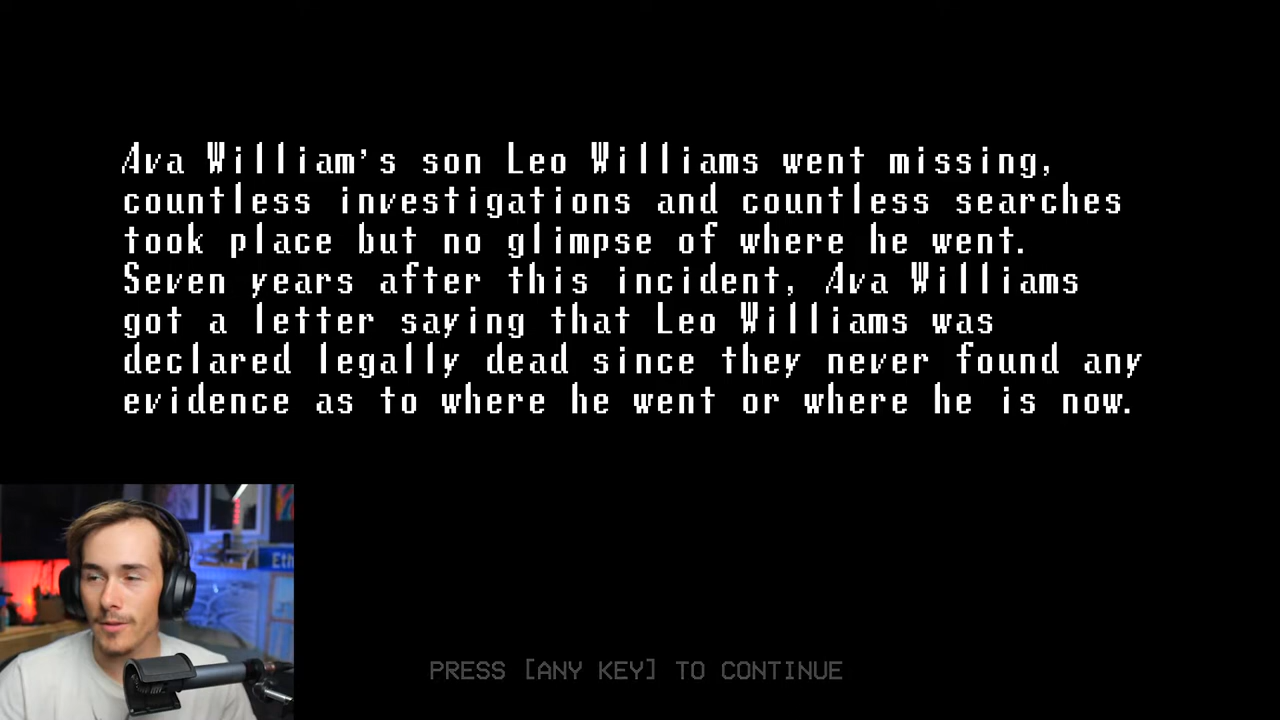 Ava William's son Leo Williams went missing,
countless investigations and countless searches
took place but no glimpse of where he went.
Seven years after this incident, Ava Williams
got a letter saying that Leo Williams was
declared legally dead since they never found any
evidence as to where he went or where he is now.
Eth
PRESS [ANY KEY] TO CONTINUE